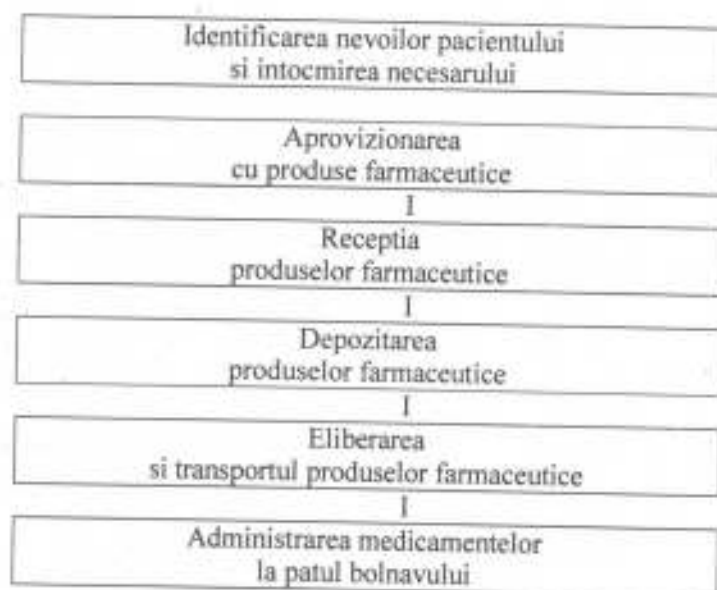 Identificarea nevoilor pacientului
si intocmirea necesarului
Aprovizionarea
cu produse farmaceutice
I
Receptia
produselor farmaceutice
I
Depozitarea
produselor farmaceutice
I
Eliberarea
si transportul produselor farmaceutice
I
Administrarea medicamentelor
la patul bolnavului